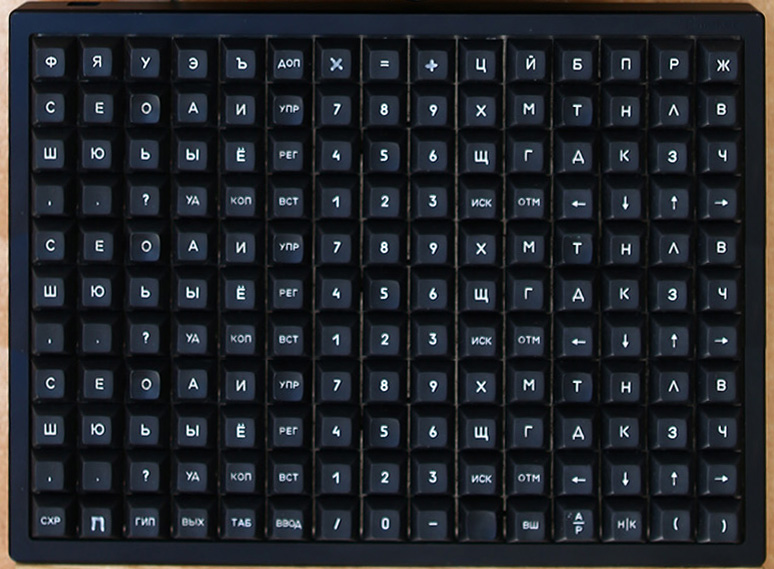 Ф Я У Э Ъ ДОП × = + Ц Й Б П Р Ж
С Е О А И УПР 7 8 9 Х М Т Н Л В
Ш Ю Ь Ы Ё РЕГ 4 5 6 Щ Г Д К З Ч
, . ? УД КОП ВСТ 1 2 3 ИСК ОТМ ← ↓ ↑ →
С Е О А И УПР 7 8 9 Х М Т Н Л В
Ш Ю Ь Ы Ё РЕГ 4 5 6 Щ Г Д К З Ч
, . ? УД КОП ВСТ 1 2 3 ИСК ОТМ ← ↓ ↑ →
С Е О А И УПР 7 8 9 Х М Т Н Л В
Ш Ю Ь Ы Ё РЕГ 4 5 6 Щ Г Д К З Ч
, . ? УД КОП ВСТ 1 2 3 ИСК ОТМ ← ↓ ↑ →
СХР П ГИП ВЫХ ТАБ ВВОД / 0 – ВШ А/Р Н|К ( )